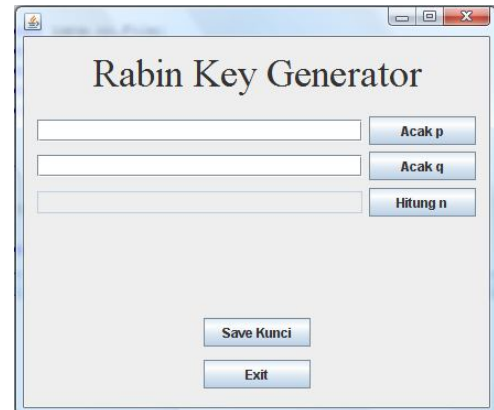 Rabin Key Generator
Acak p
Acak q
Hitung n
Save Kunci
Exit